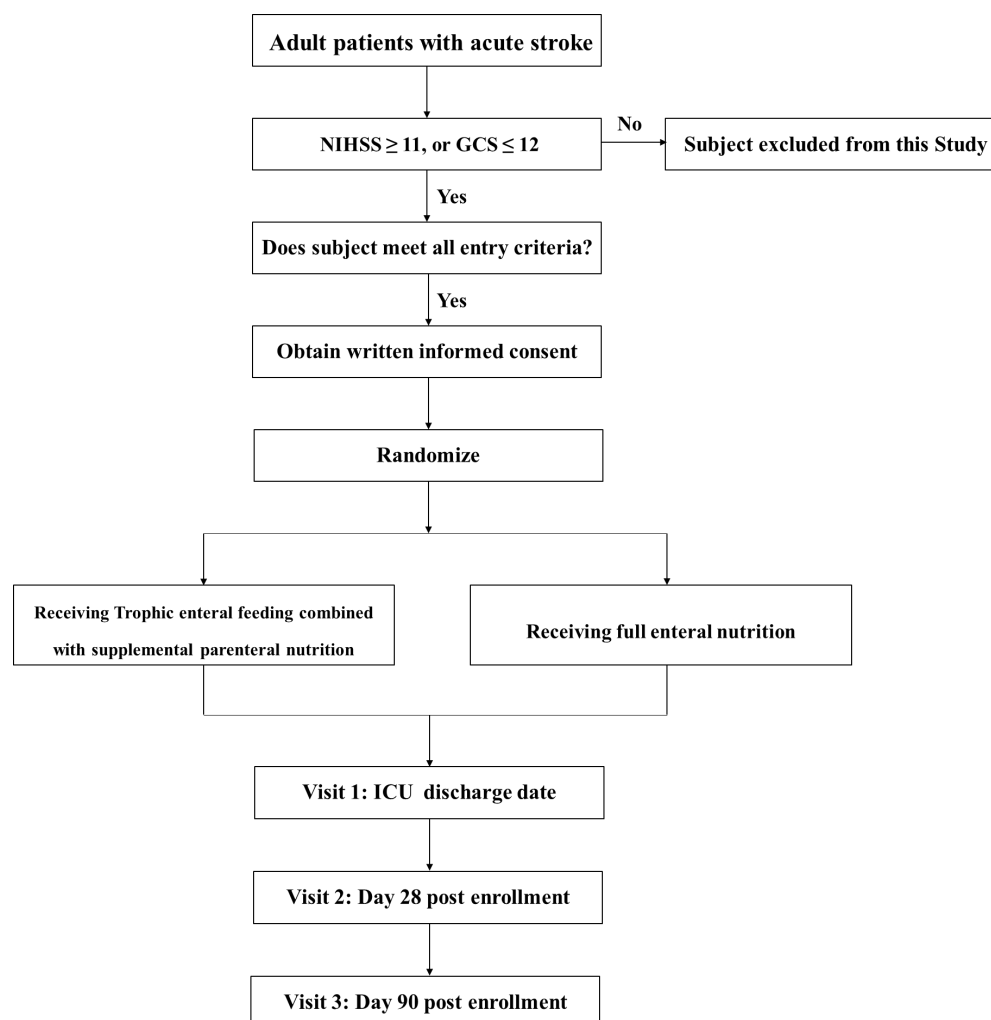 Adult patients with acute stroke
NIHSS ≥ 11, or GCS ≤ 12
No
Subject excluded from this Study
Yes
Does subject meet all entry criteria?
Yes
Obtain written informed consent
Randomize
Receiving Trophic enteral feeding combined
with supplemental parenteral nutrition
Receiving full enteral nutrition
Visit 1: ICU discharge date
Visit 2: Day 28 post enrollment
Visit 3: Day 90 post enrollment